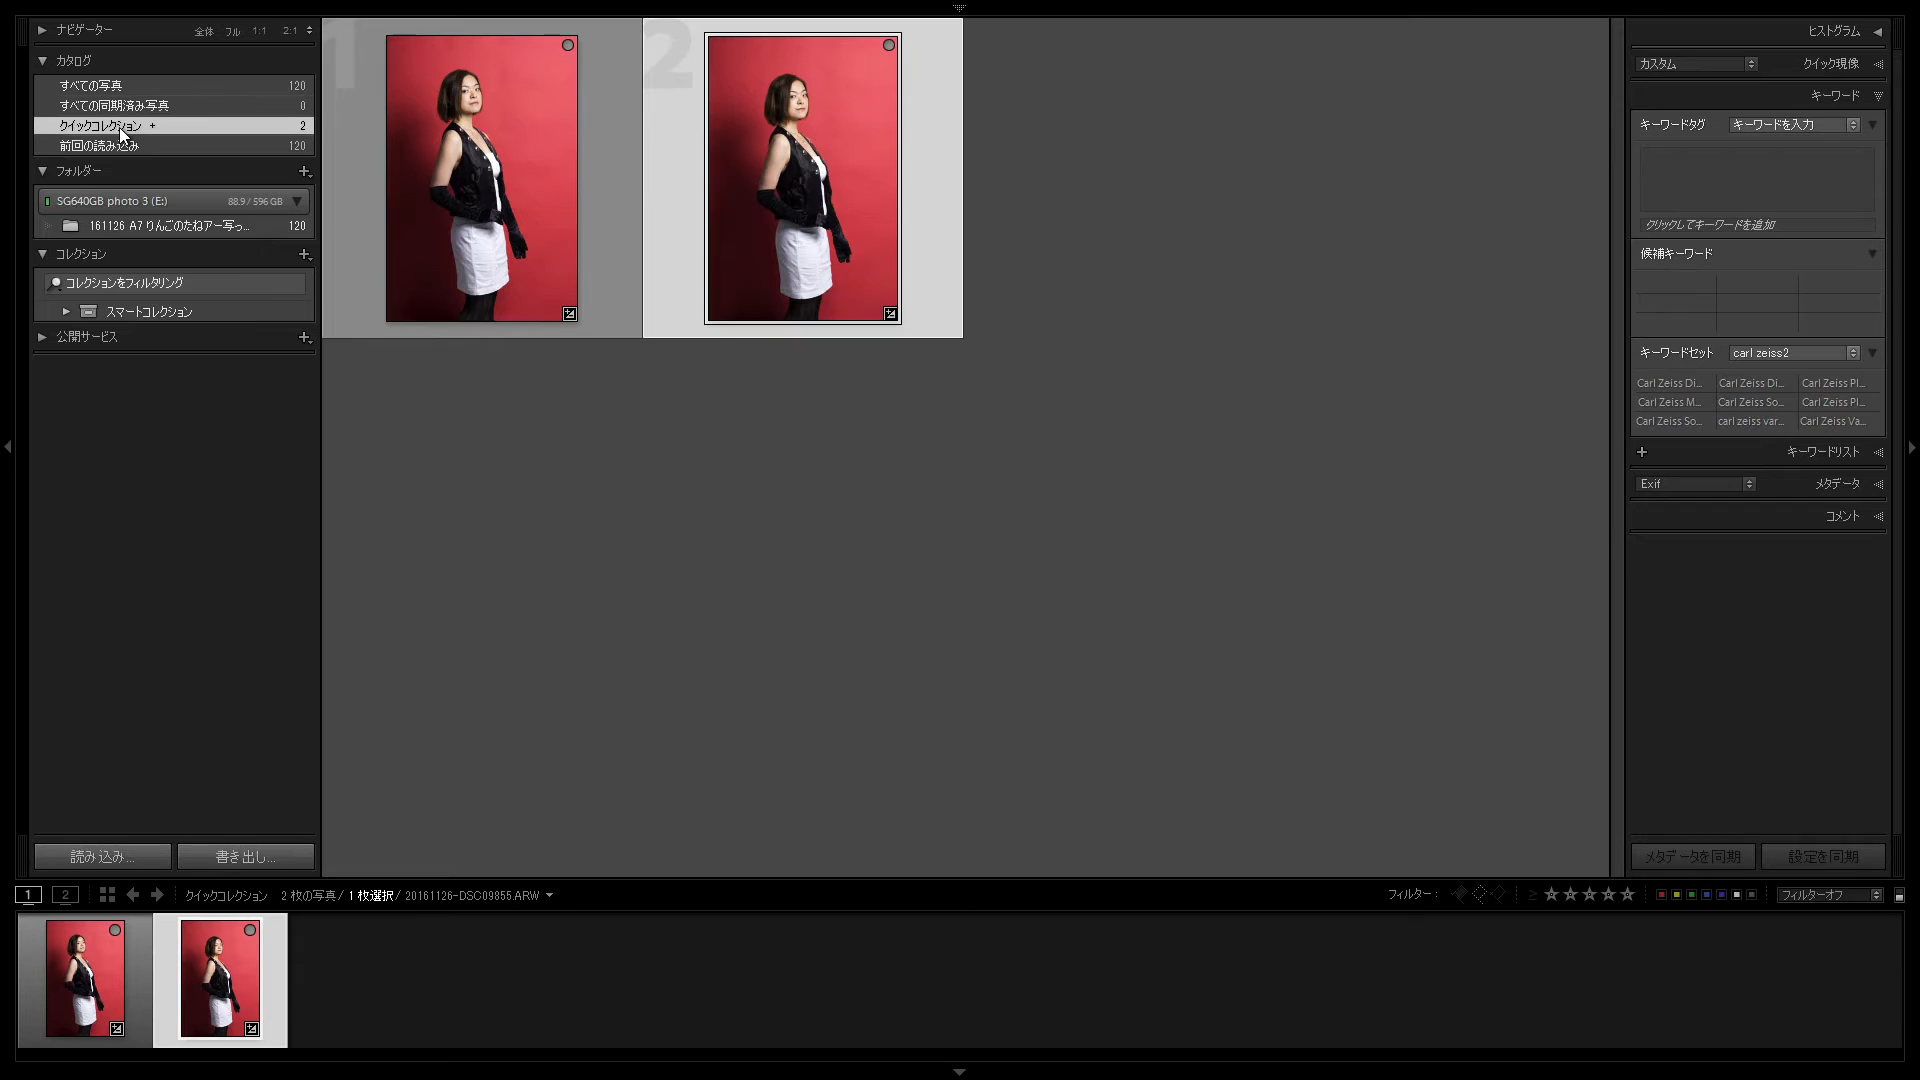 ナビゲーター 全体 フル 1:1 2:1
カタログ
すべての写真 120
すべての同期済み写真 0
クイックコレクション + 2
前回の読み込み 120
フォルダー
SG640GB photo 3 (E:) 88.9 / 596 GB
161126 A7 りんごのたねアー写っ... 120
コレクション
コレクションをフィルタリング
スマートコレクション
公開サービス
読み込み... 書き出し...
1 2
ヒストグラム
カスタム クイック現像
キーワード
キーワードタグ キーワードを入力
クリックしてキーワードを追加
候補キーワード
キーワードセット carl zeiss2
Carl Zeiss Di... Carl Zeiss Di... Carl Zeiss Pl...
Carl Zeiss M... Carl Zeiss So... Carl Zeiss Pl...
Carl Zeiss So... carl zeiss var... Carl Zeiss Va...
キーワードリスト
Exif メタデータ
コメント
メタデータを同期 設定を同期
1 2 クイックコレクション 2 枚の写真 / 1 枚選択 / 20161126-DSC09855.ARW フィルター : ≥ フィルターオフ